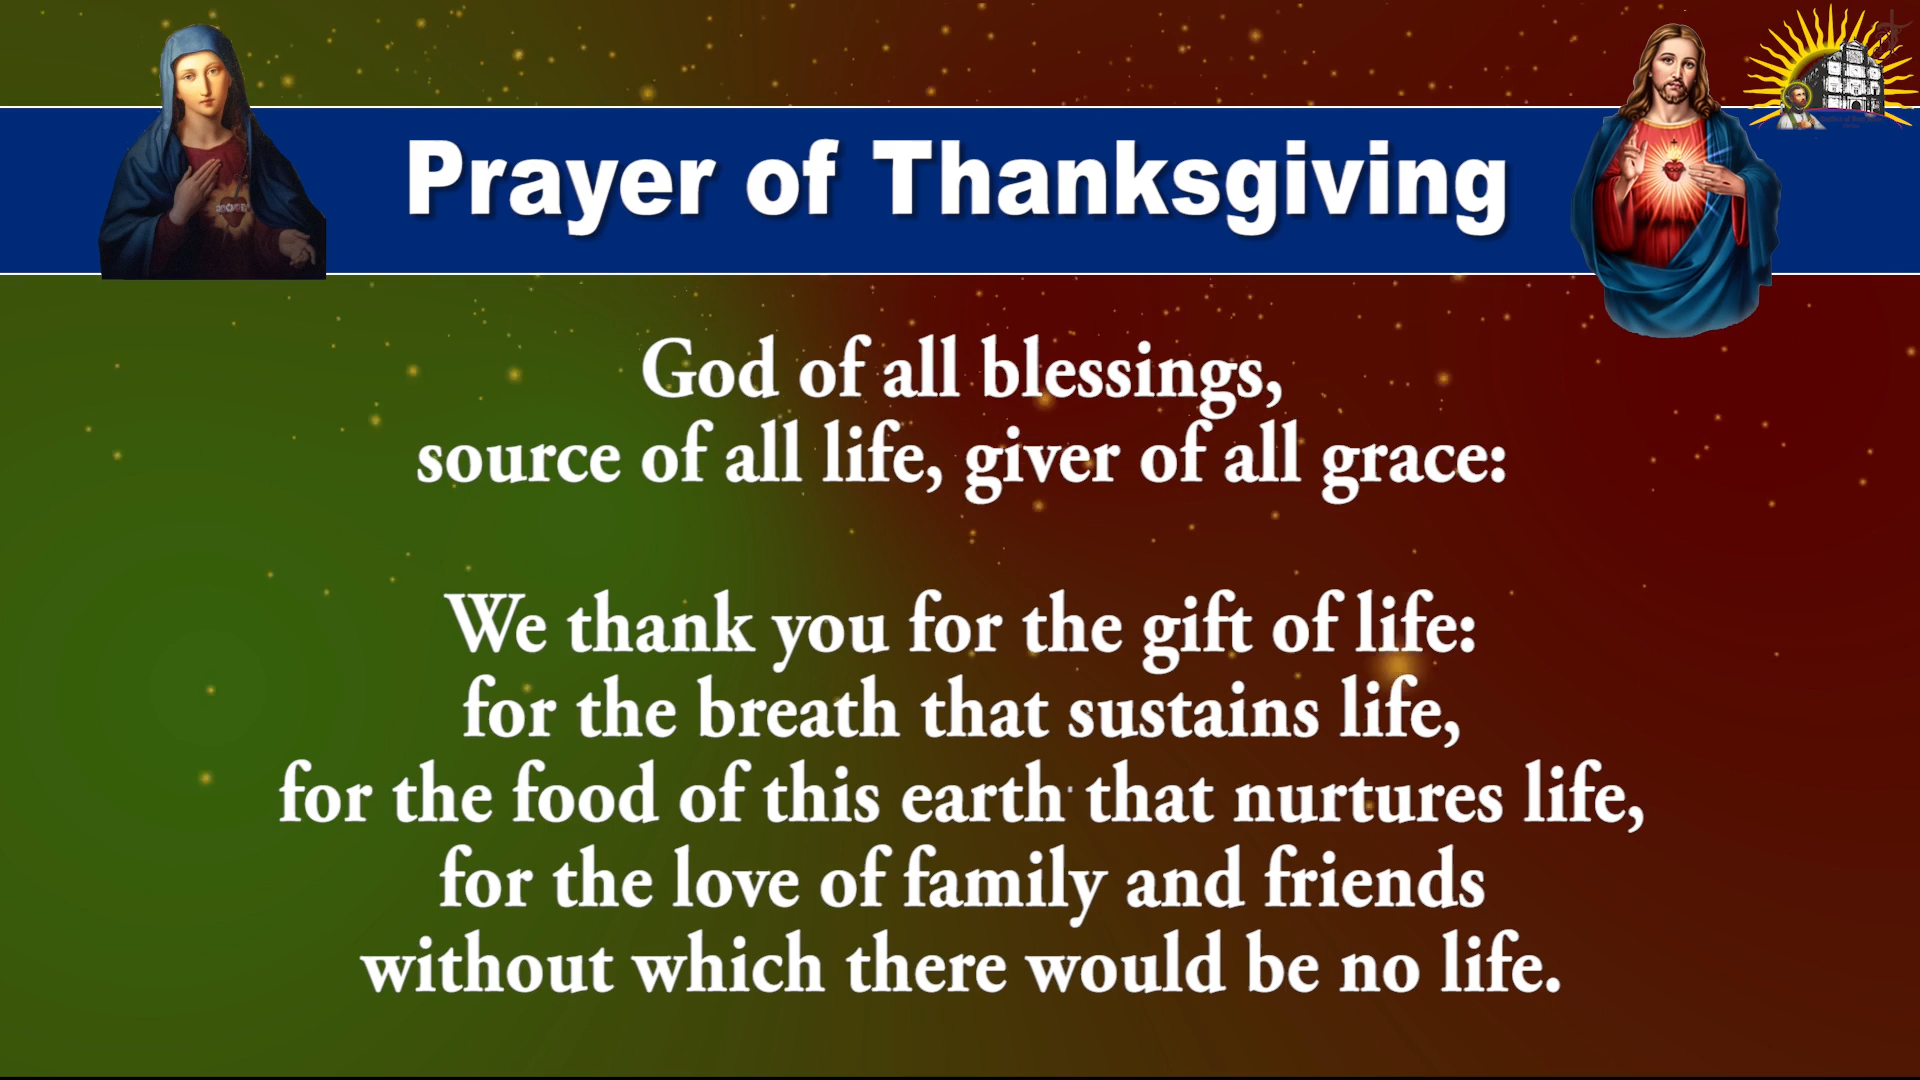 Prayer of Thanksgiving
God of all blessings,
source of all life, giver of all grace:
We thank you for the gift of life:
for the breath that sustains life,
for the food of this earth that nurtures life,
for the love of family and friends
without which there would be no life.